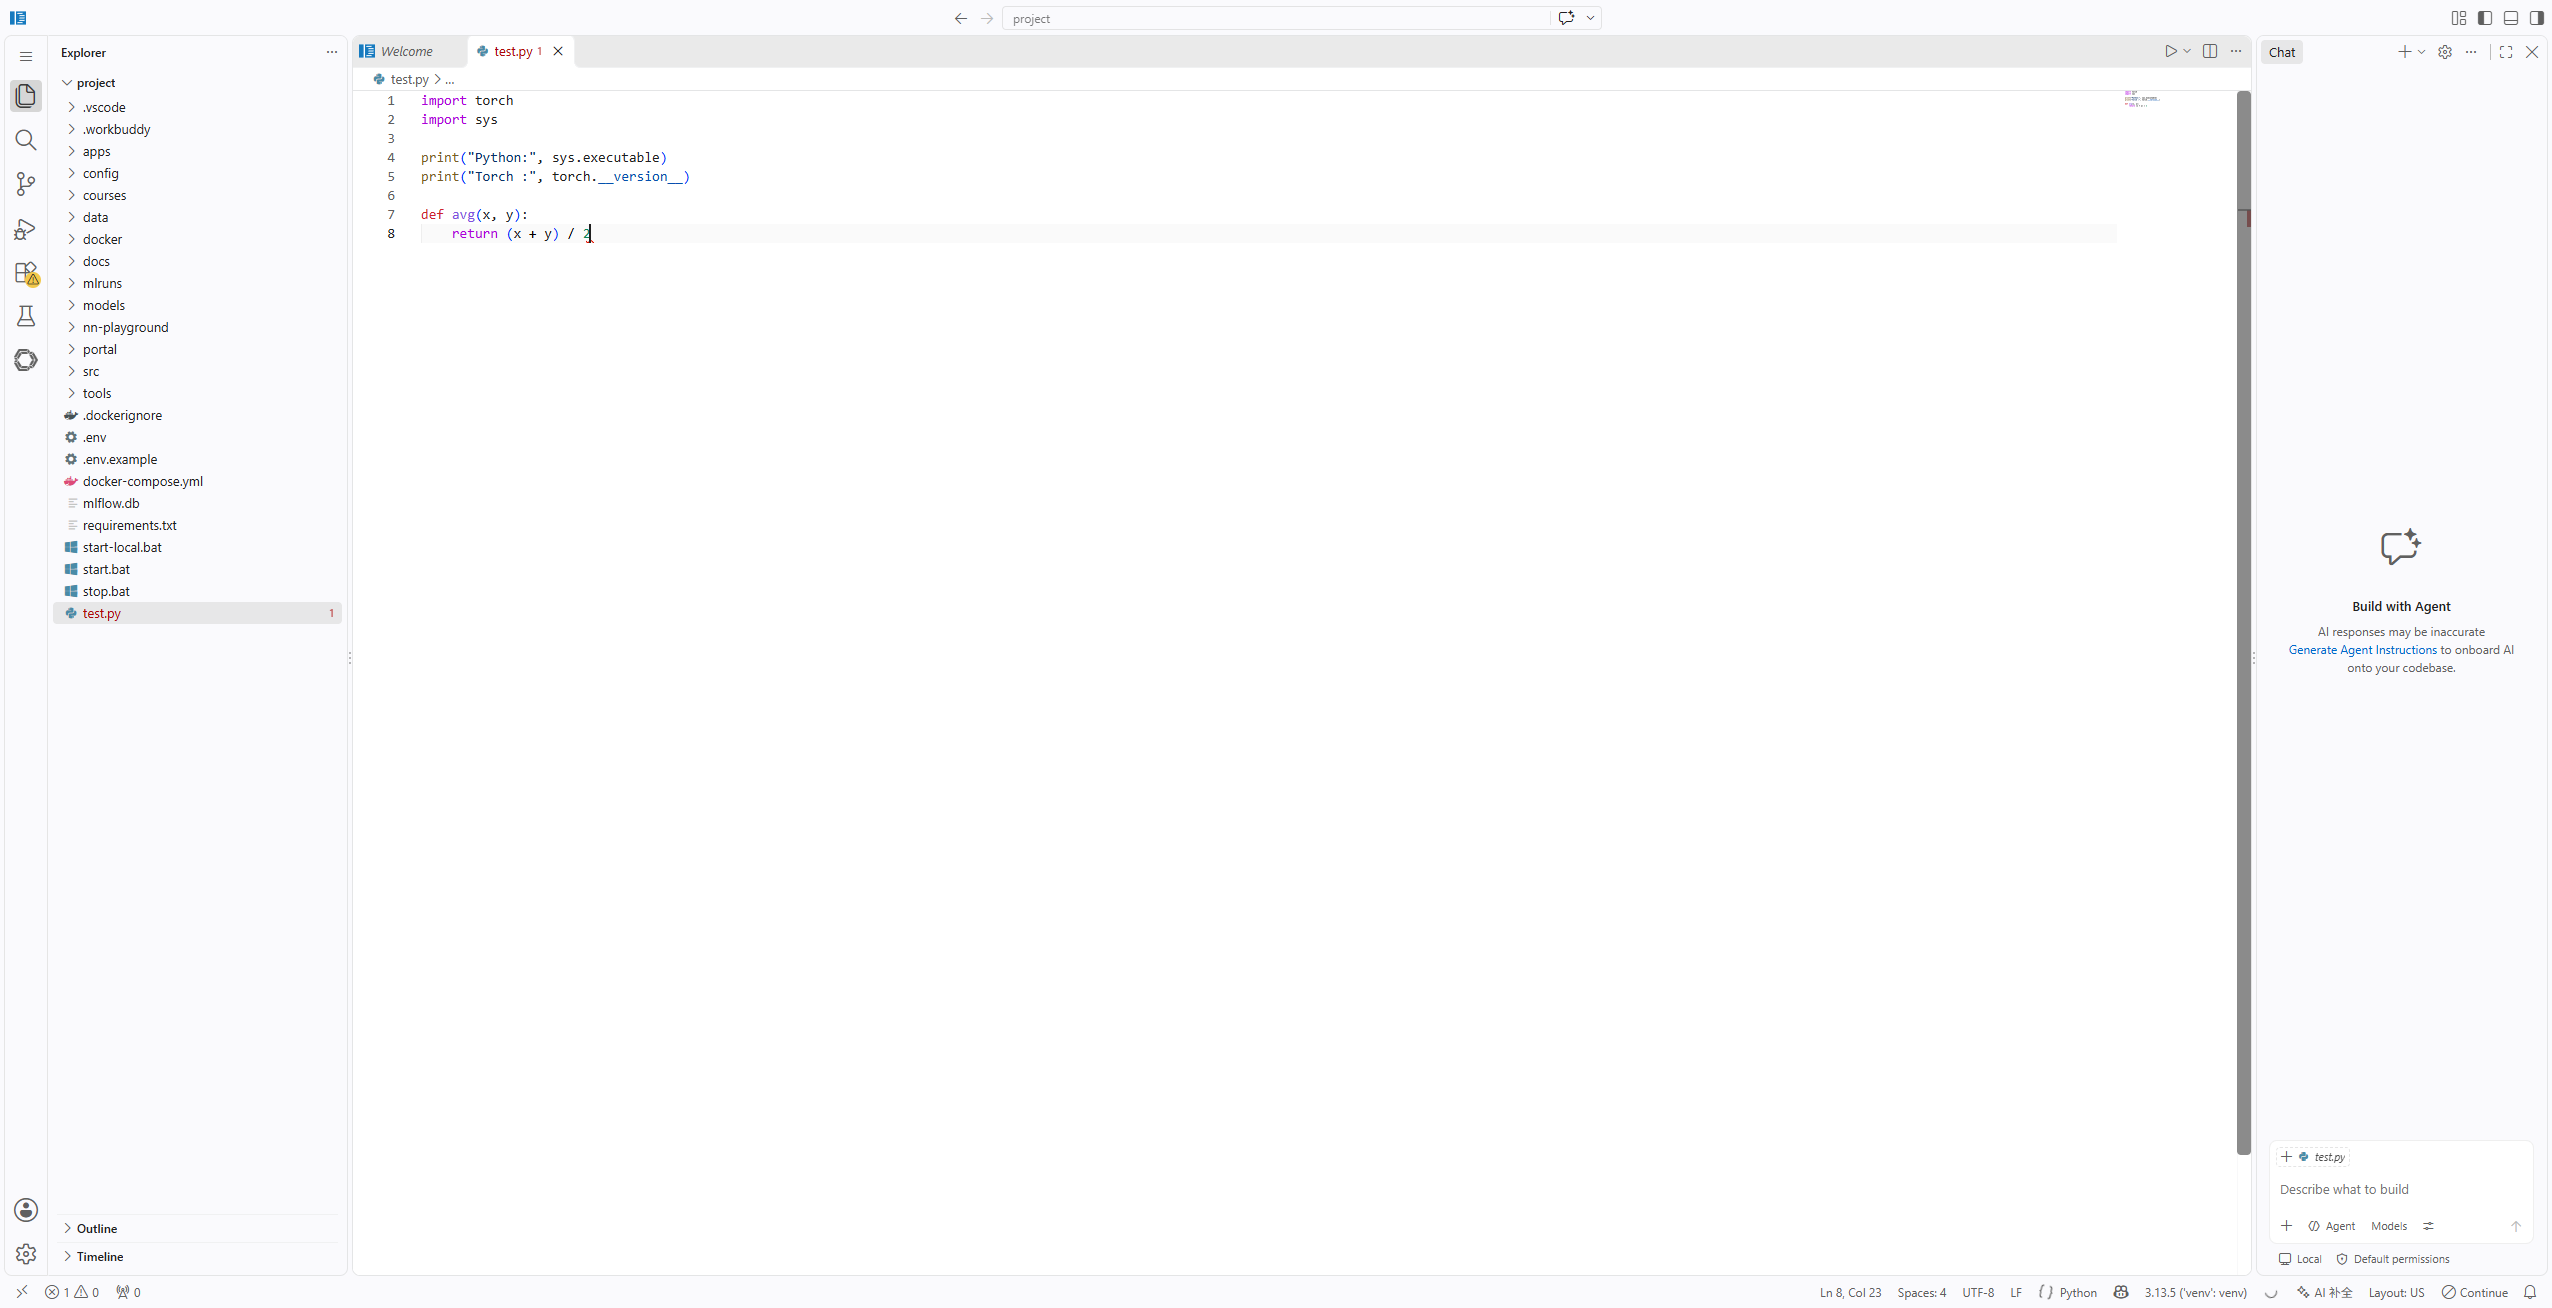 project
Explorer
project
.vscode
.workbuddy
apps
config
courses
data
docker
docs
mlruns
models
nn-playground
portal
src
tools
.dockerignore
.env
.env.example
docker-compose.yml
mlflow.db
requirements.txt
start-local.bat
start.bat
stop.bat
test.py 1
Outline
Timeline
Welcome
test.py 1
test.py > ...
1 import torch
2 import sys
3
4 print("Python:", sys.executable)
5 print("Torch :", torch.__version__)
6
7 def avg(x, y):
8     return (x + y) / 2
Chat
Build with Agent
AI responses may be inaccurate
Generate Agent Instructions to onboard AI
onto your codebase.
test.py
Describe what to build
Agent Models
Local Default permissions
1 0 0
Ln 8, Col 23 Spaces: 4 UTF-8 LF Python 3.13.5 ('venv': venv) AI 补全 Layout: US Continue